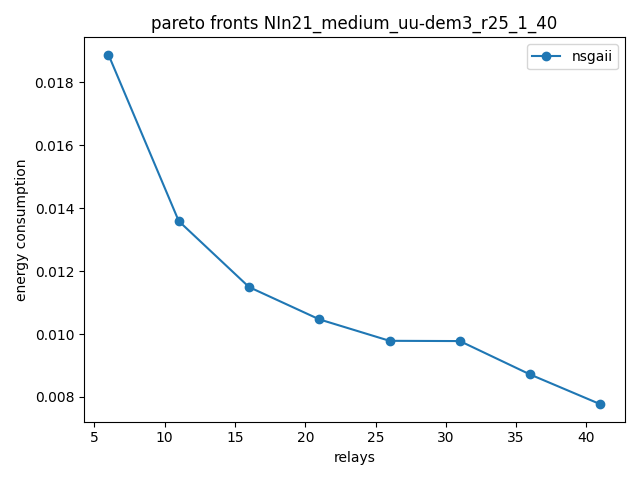 pareto fronts NIn21_medium_uu-dem3_r25_1_40
nsgaii
energy consumption
0.018
0.016
0.014
0.012
0.010
0.008
5 10 15 20 25 30 35 40
relays